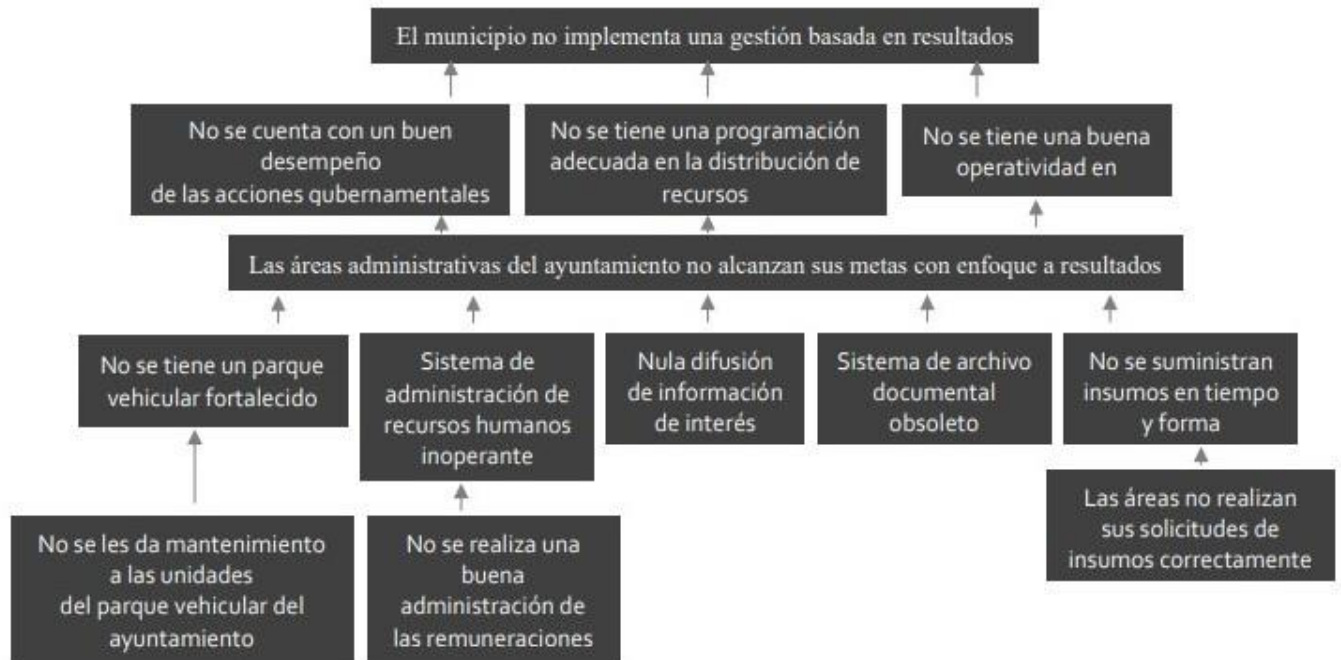 El municipio no implementa una gestión basada en resultados
No se cuenta con un buen
desempeño
de las acciones qubernamentales
No se tiene una programación
adecuada en la distribución de
recursos
No se tiene una buena
operatividad en
Las áreas administrativas del ayuntamiento no alcanzan sus metas con enfoque a resultados
No se tiene un parque
vehicular fortalecido
Sistema de
administración de
recursos humanos
inoperante
Nula difusión
de información
de interés
Sistema de archivo
documental
obsoleto
No se suministran
insumos en tiempo
y forma
No se les da mantenimiento
a las unidades
del parque vehicular del
ayuntamiento
No se realiza una
buena
administración de
las remuneraciones
Las áreas no realizan
sus solicitudes de
insumos correctamente